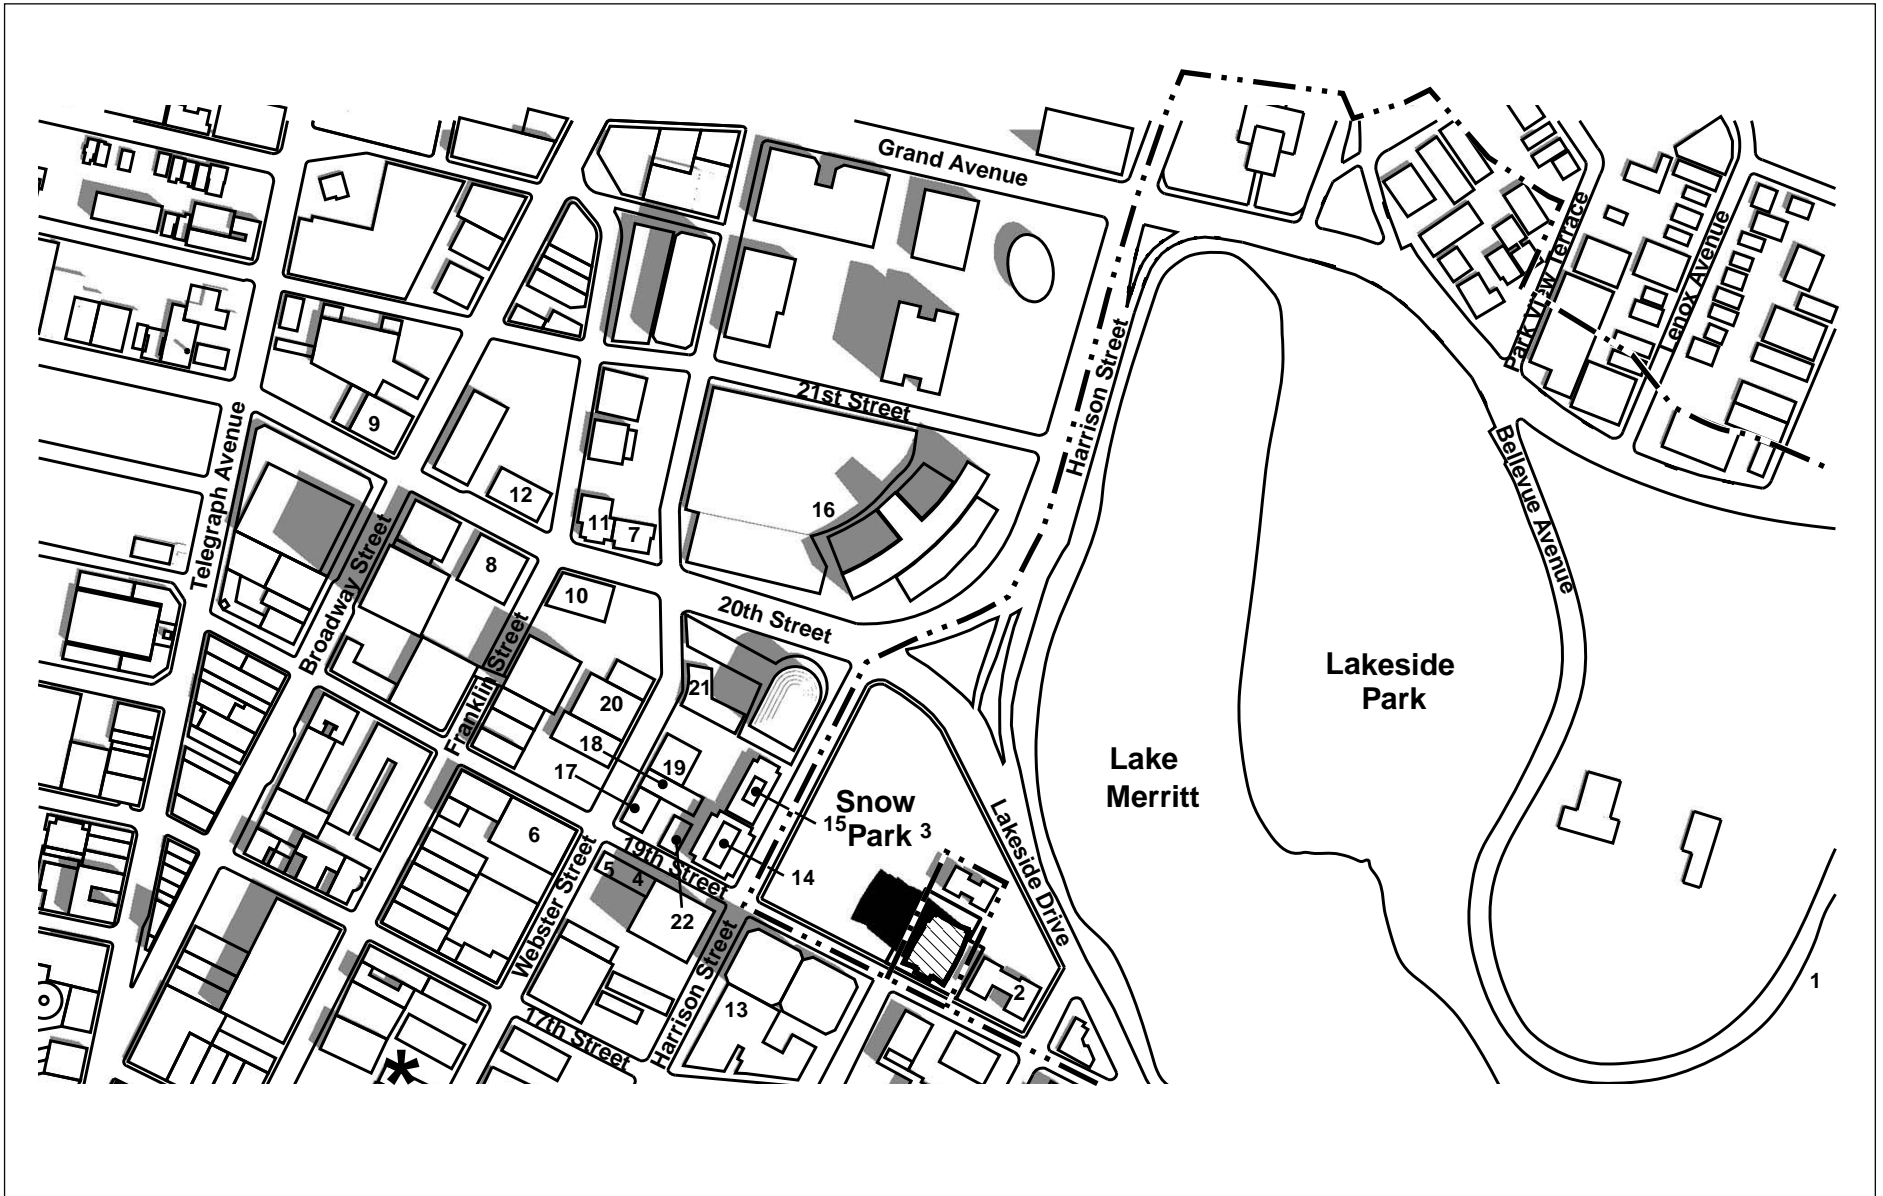 Grand Avenue
Park View Terrace
Lenox Avenue
Harrison Street
21st Street
9
Telegraph Avenue
Bellevue Avenue
12
16
11
7
Broadway Street
8
10
20th Street
Franklin Street
Lakeside
Park
21
20
18
Lake
Merritt
17
19
Snow
Park 3
15
Lakeside Drive
6
19th Street
5
4
14
Webster Street
22
Harrison Street
2
1
13
17th Street
*